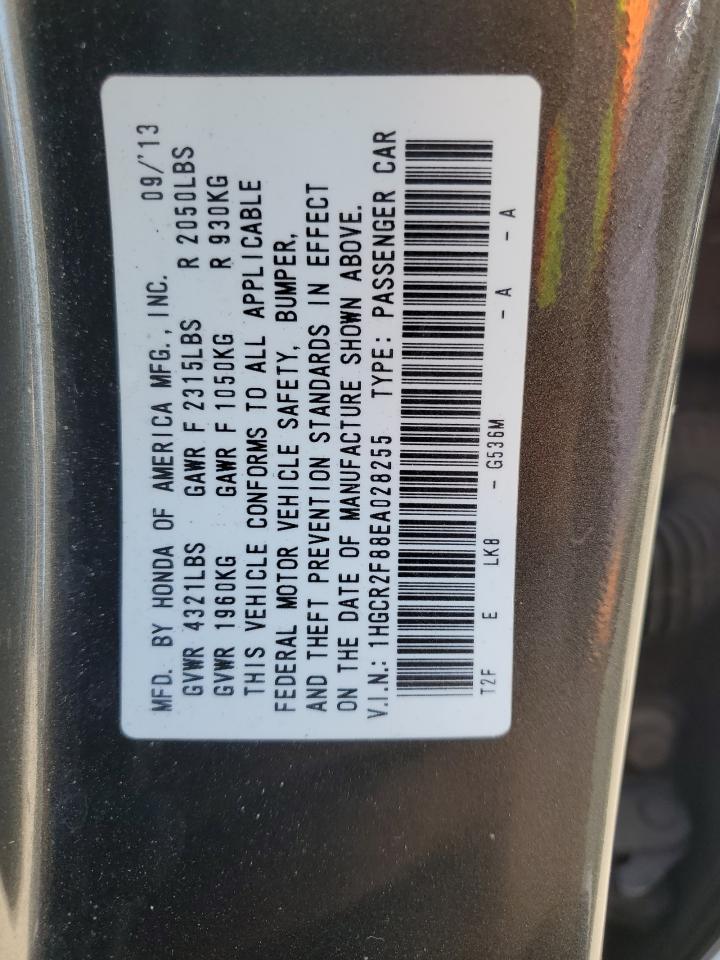 MFD. BY HONDA OF AMERICA MFG., INC. 09/'13
GVWR 4321LBS GAWR F 2315LBS R 2050LBS
GVWR 1960KG GAWR F 1050KG R 930KG
THIS VEHICLE CONFORMS TO ALL APPLICABLE
FEDERAL MOTOR VEHICLE SAFETY, BUMPER,
AND THEFT PREVENTION STANDARDS IN EFFECT
ON THE DATE OF MANUFACTURE SHOWN ABOVE.
V.I.N.: 1HGCR2F88EA028255 TYPE: PASSENGER CAR
T2F E LK8 - G536M - A - A